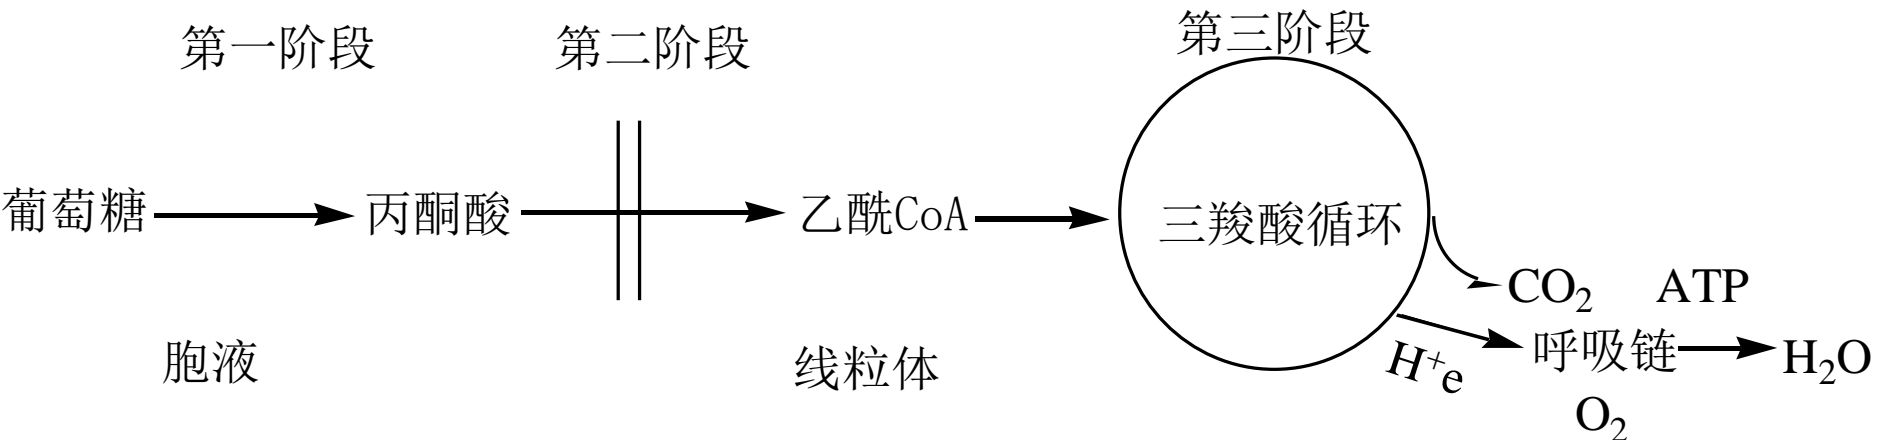 第一阶段 第二阶段 第三阶段
葡萄糖 丙酮酸 乙酰CoA 三羧酸循环
CO₂ ATP
呼吸链 H₂O
H⁺e
O₂
胞液 线粒体